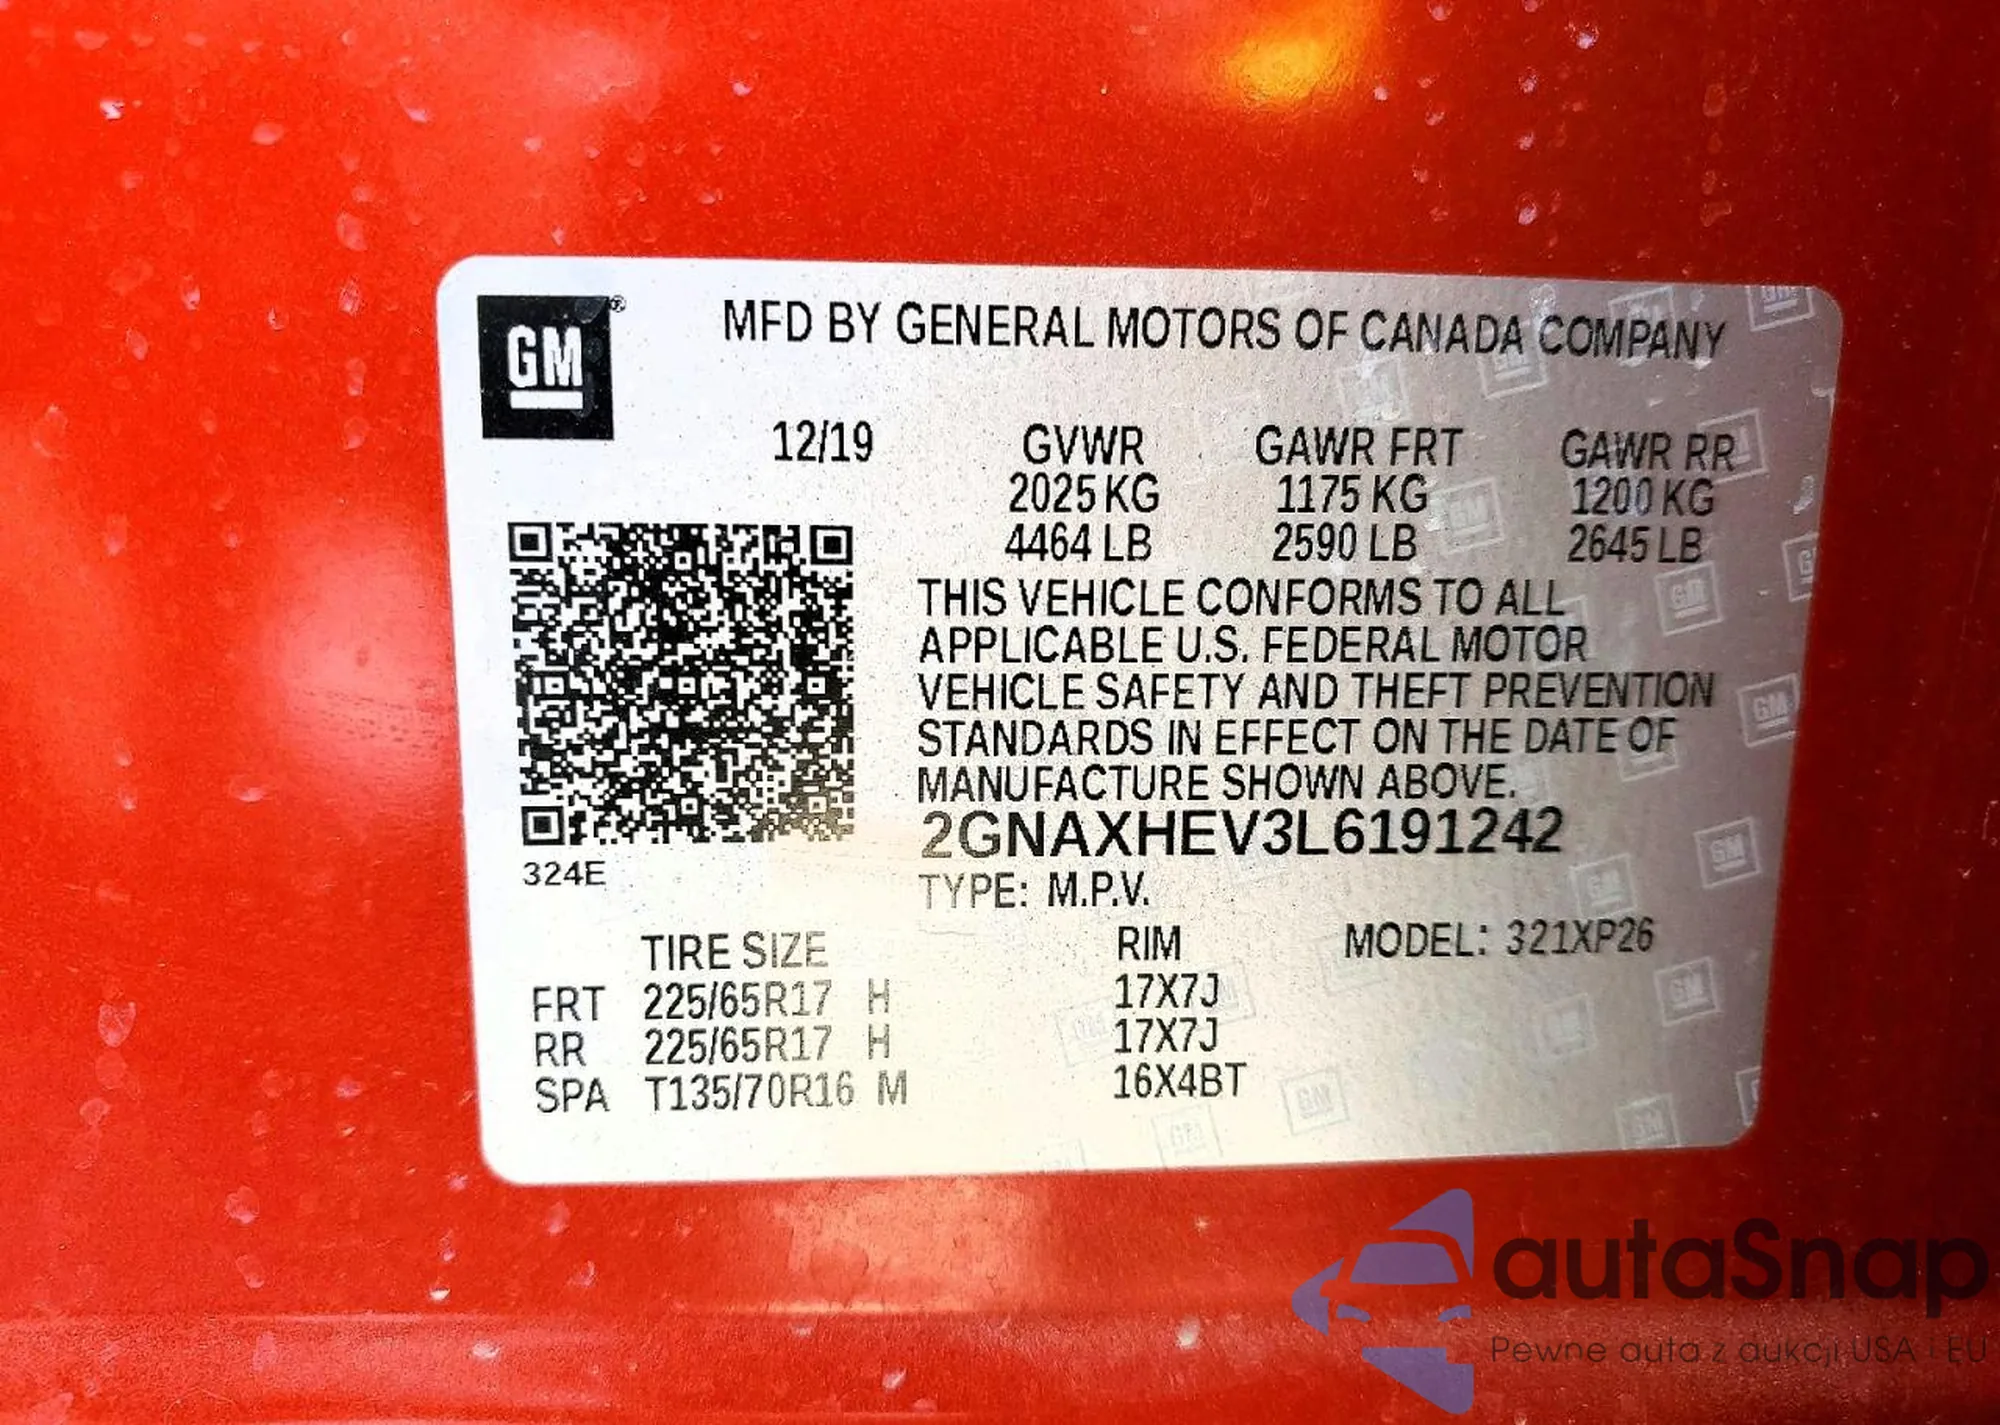 GM®
MFD BY GENERAL MOTORS OF CANADA COMPANY
12/19 GVWR GAWR FRT GAWR RR
2025 KG 1175 KG 1200 KG
4464 LB 2590 LB 2645 LB
THIS VEHICLE CONFORMS TO ALL
APPLICABLE U.S. FEDERAL MOTOR
VEHICLE SAFETY AND THEFT PREVENTION
STANDARDS IN EFFECT ON THE DATE OF
MANUFACTURE SHOWN ABOVE.
2GNAXHEV3L6191242
324E
TYPE: M.P.V.
TIRE SIZE RIM MODEL: 321XP26
FRT 225/65R17 H 17X7J
RR 225/65R17 H 17X7J
SPA T135/70R16 M 16X4BT
autaSnap
Pewne auta z aukcji USA i EU